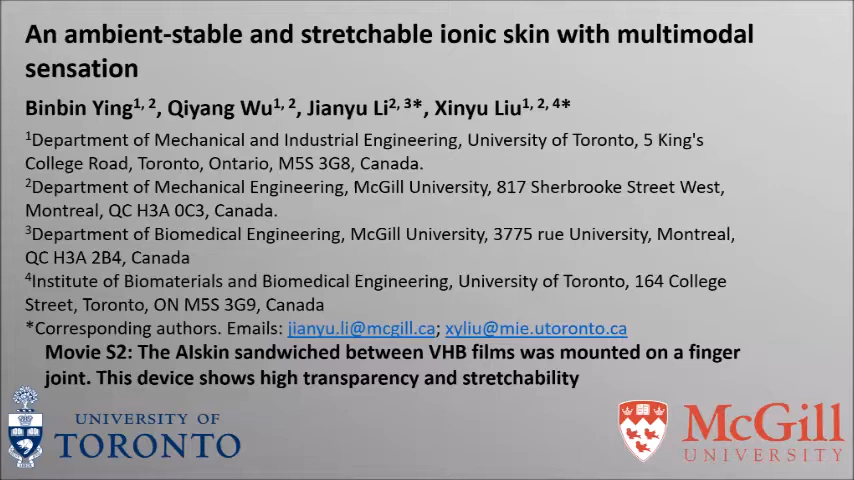 An ambient-stable and stretchable ionic skin with multimodal
sensation
Binbin Ying1, 2, Qiyang Wu1, 2, Jianyu Li2, 3*, Xinyu Liu1, 2, 4*
1Department of Mechanical and Industrial Engineering, University of Toronto, 5 King's
College Road, Toronto, Ontario, M5S 3G8, Canada.
2Department of Mechanical Engineering, McGill University, 817 Sherbrooke Street West,
Montreal, QC H3A 0C3, Canada.
3Department of Biomedical Engineering, McGill University, 3775 rue University, Montreal,
QC H3A 2B4, Canada
4Institute of Biomaterials and Biomedical Engineering, University of Toronto, 164 College
Street, Toronto, ON M5S 3G9, Canada
*Corresponding authors. Emails: jianyu.li@mcgill.ca; xyliu@mie.utoronto.ca
Movie S2: The AIskin sandwiched between VHB films was mounted on a finger
joint. This device shows high transparency and stretchability
UNIVERSITY OF
TORONTO
McGill
UNIVERSITY